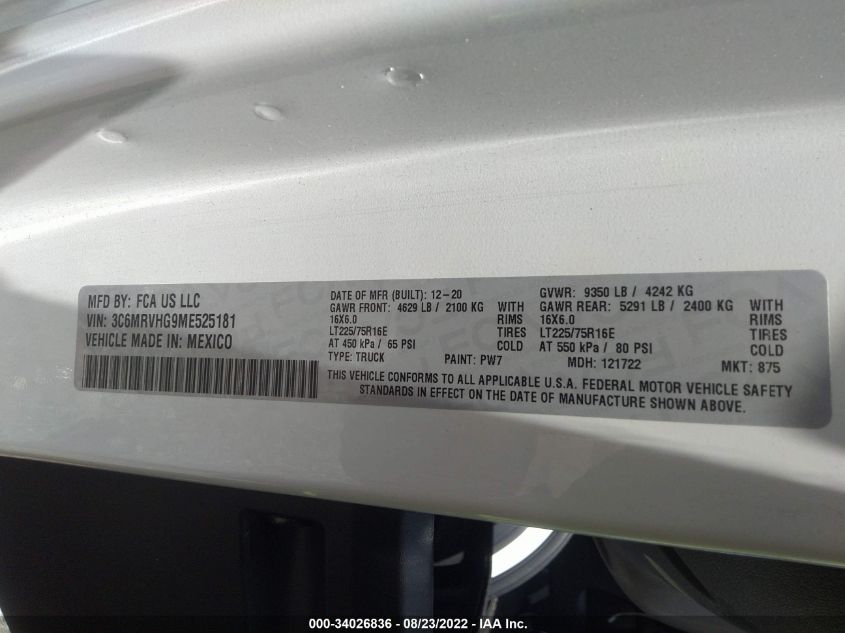 MFD BY: FCA US LLC
VIN: 3C6MRVHG9ME525181
VEHICLE MADE IN: MEXICO
DATE OF MFR (BUILT): 12-20
GAWR FRONT: 4629 LB / 2100 KG WITH
16X6.0 RIMS
LT225/75R16E TIRES
AT 450 kPa / 65 PSI COLD
TYPE: TRUCK PAINT: PW7
GVWR: 9350 LB / 4242 KG
GAWR REAR: 5291 LB / 2400 KG WITH
16X6.0 RIMS
LT225/75R16E TIRES
AT 550 kPa / 80 PSI COLD
MDH: 121722 MKT: 875
THIS VEHICLE CONFORMS TO ALL APPLICABLE U.S.A. FEDERAL MOTOR VEHICLE SAFETY
STANDARDS IN EFFECT ON THE DATE OF MANUFACTURE SHOWN ABOVE.
000-34026836 - 08/23/2022 - IAA Inc.